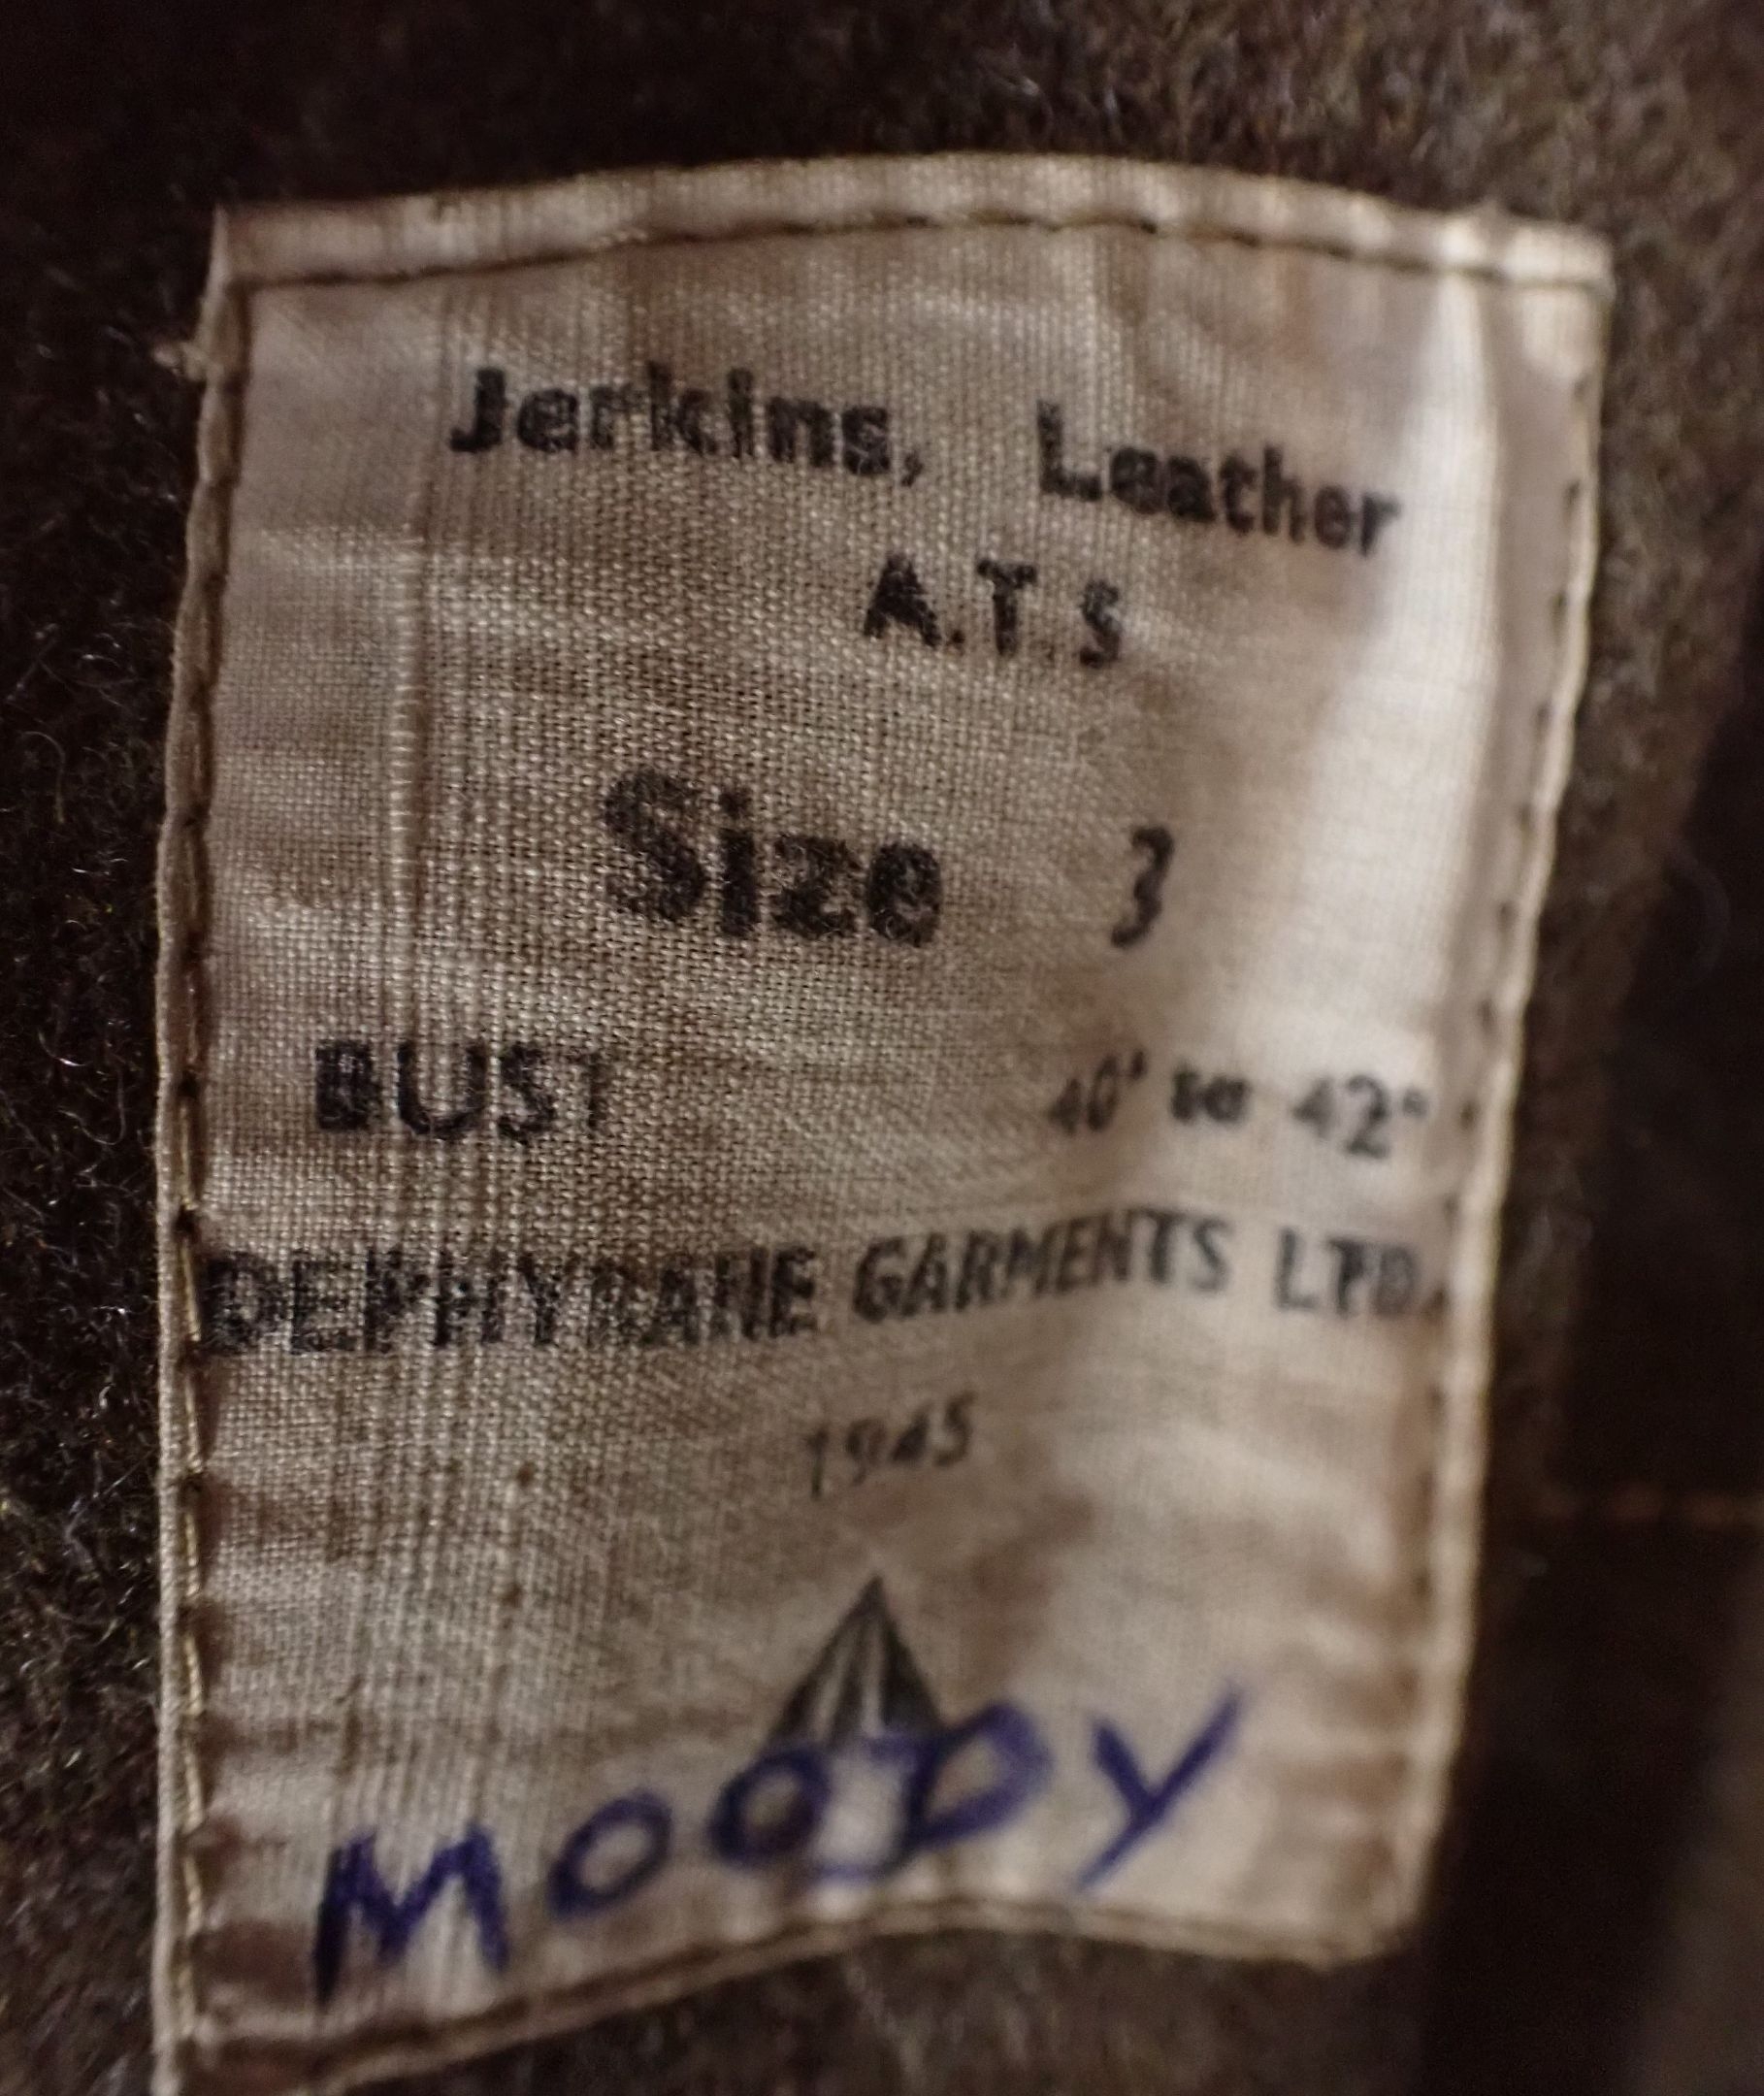 Jerkins, Leather
A.T.S
Size 3
BUST 40" to 42"
GARMENTS LTD.
1945
MOODY